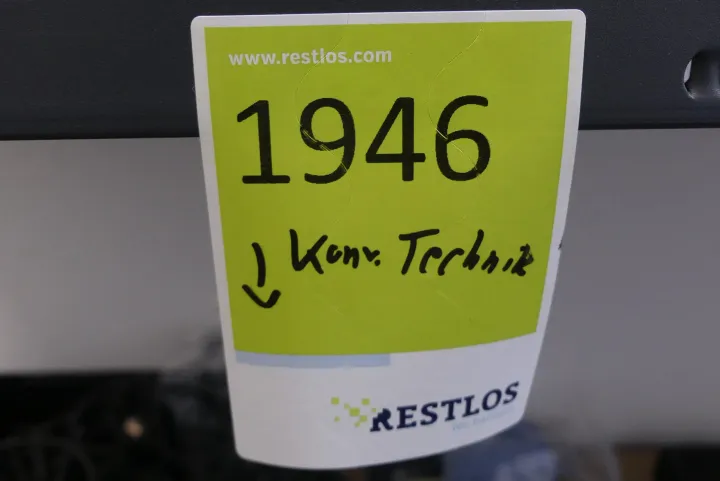 www.restlos.com
1946
↓ Konv. Technik
RESTLOS